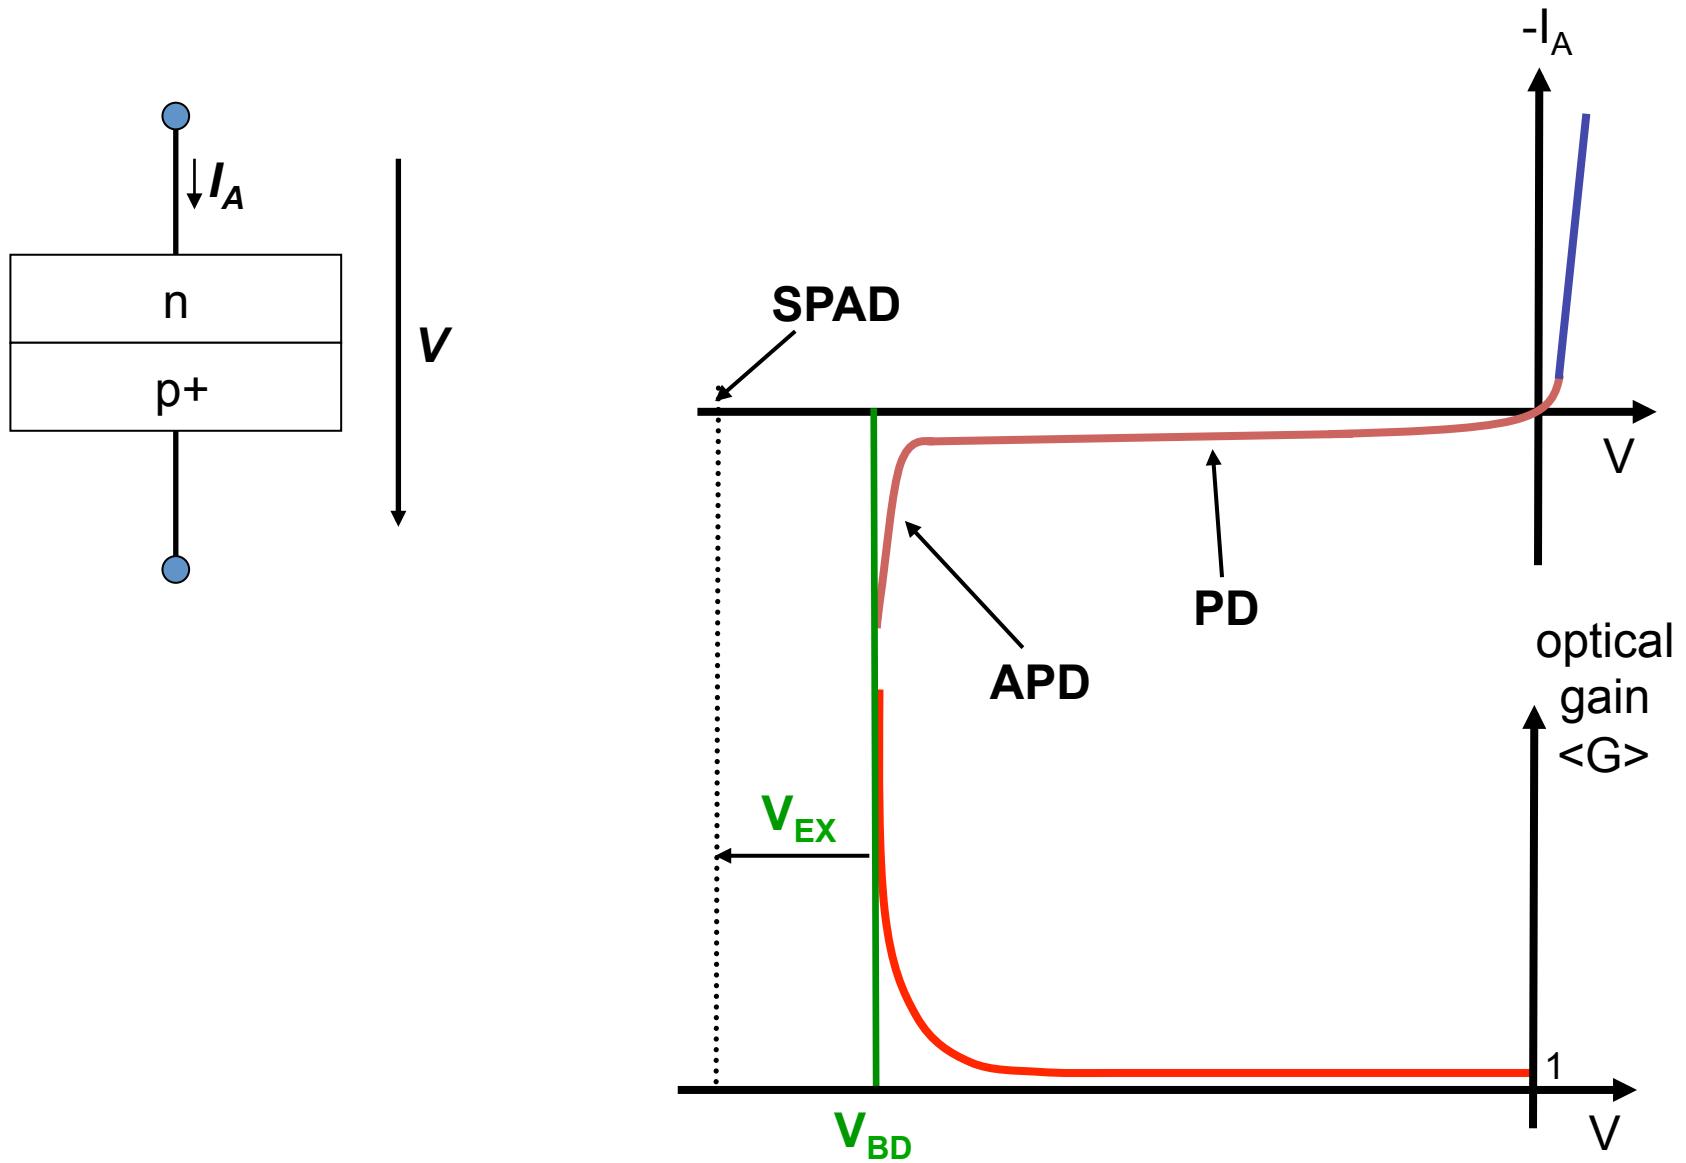 -I_A
I_A
n
SPAD
V
p+
V
PD
optical
gain
<G>
APD
V_EX
1
V_BD
V